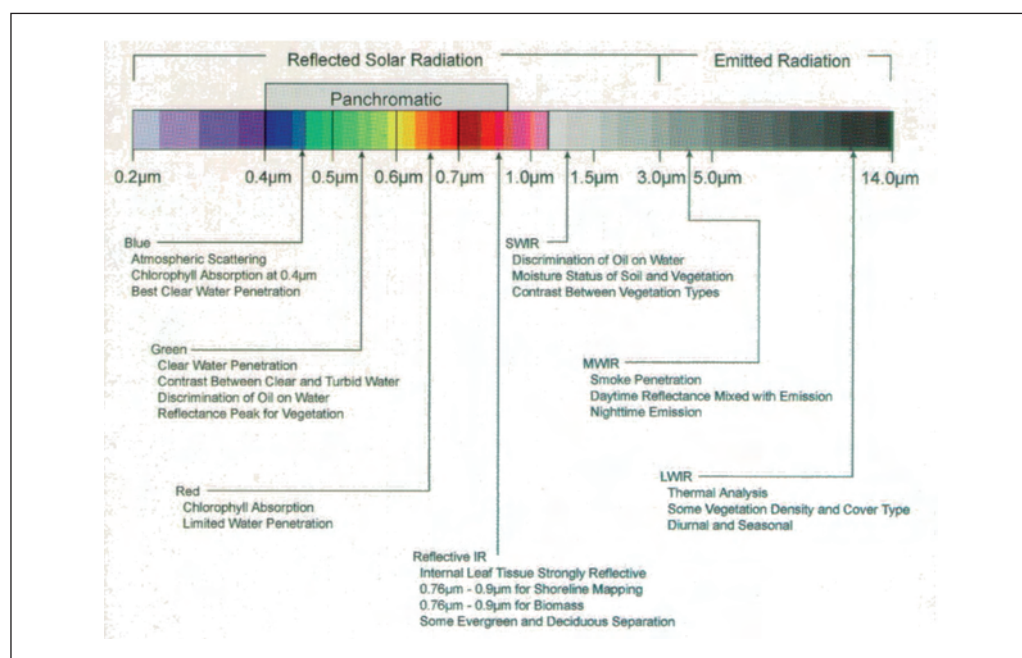 Reflected Solar Radiation
Emitted Radiation
Panchromatic
0.2µm 0.4µm 0.5µm 0.6µm 0.7µm 1.0µm 1.5µm 3.0µm 5.0µm 14.0µm
Blue
Atmospheric Scattering
Chlorophyll Absorption at 0.4µm
Best Clear Water Penetration
SWIR
Discrimination of Oil on Water
Moisture Status of Soil and Vegetation
Contrast Between Vegetation Types
Green
Clear Water Penetration
Contrast Between Clear and Turbid Water
Discrimination of Oil on Water
Reflectance Peak for Vegetation
MWIR
Smoke Penetration
Daytime Reflectance Mixed with Emission
Nighttime Emission
Red
Chlorophyll Absorption
Limited Water Penetration
LWIR
Thermal Analysis
Some Vegetation Density and Cover Type
Diurnal and Seasonal
Reflective IR
Internal Leaf Tissue Strongly Reflective
0.76µm - 0.9µm for Shoreline Mapping
0.76µm - 0.9µm for Biomass
Some Evergreen and Deciduous Separation